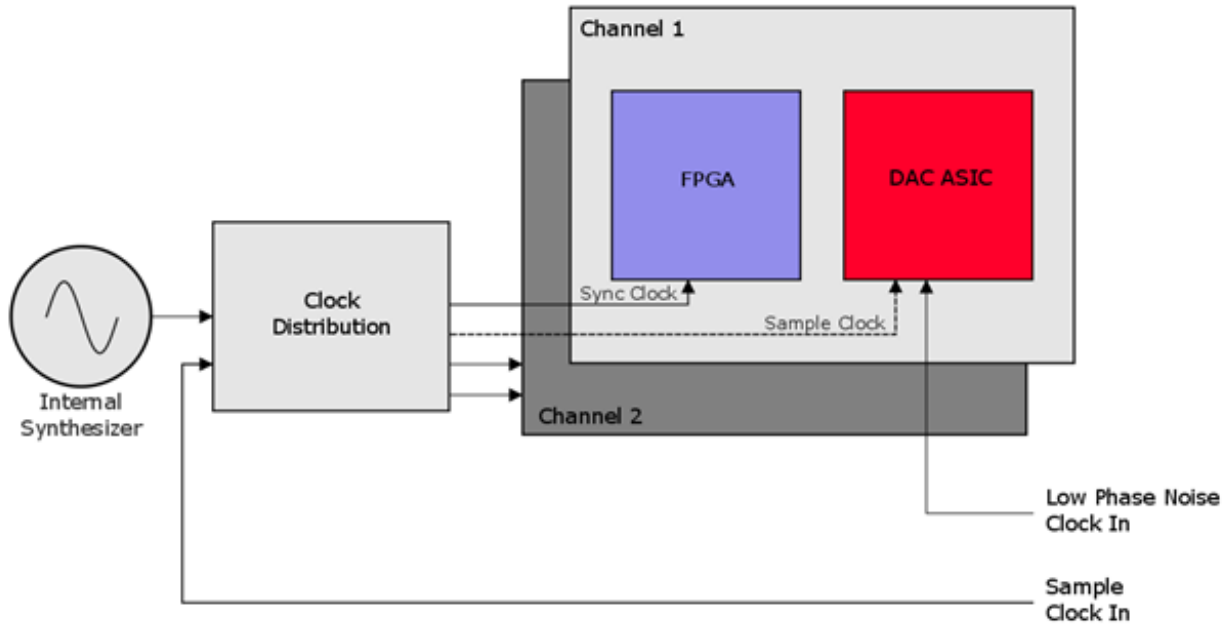 Channel 1
FPGA
DAC ASIC
Sync Clock
Sample Clock
Clock
Distribution
Internal
Synthesizer
Channel 2
Low Phase Noise
Clock In
Sample
Clock In